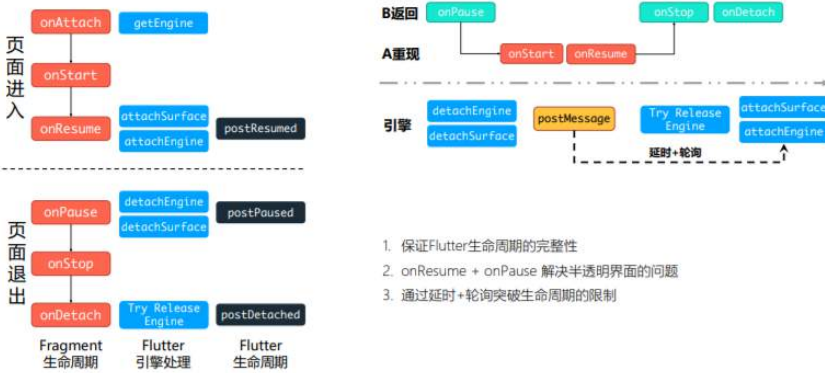 页面进入
onAttach
getEngine
onStart
onResume
attachSurface
attachEngine
postResumed
页面退出
onPause
detachEngine
detachSurface
postPaused
onStop
onDetach
Try Release
Engine
postDetached
Fragment
生命周期
Flutter
引擎处理
Flutter
生命周期
B返回
onPause
onStop
onDetach
A重现
onStart
onResume
引擎
detachEngine
detachSurface
postMessage
Try Release
Engine
attachSurface
attachEngine
延时+轮询
1. 保证Flutter生命周期的完整性
2. onResume + onPause 解决半透明界面的问题
3. 通过延时+轮询突破生命周期的限制